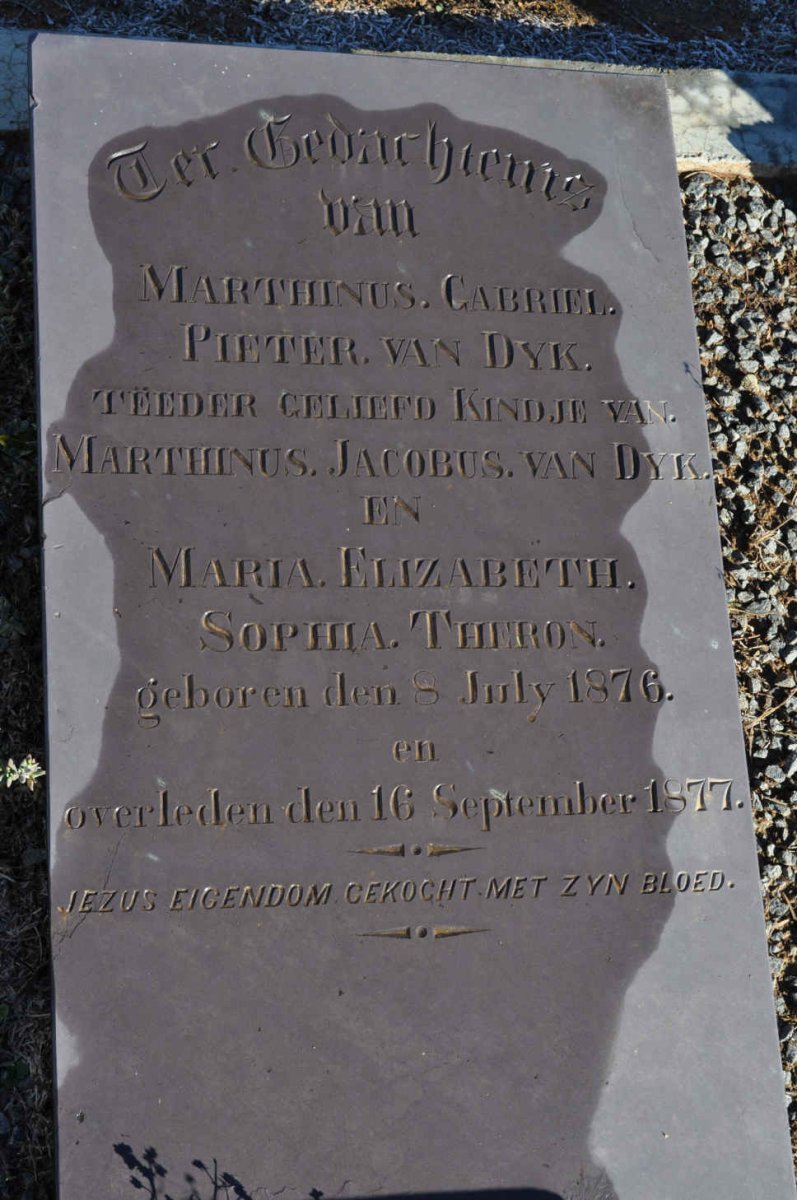 Ter Gedachtenis
van
MARTHINUS. GABRIEL.
PIETER. VAN DYK.
TËEDER GELIEFD KINDJE VAN.
MARTHINUS. JACOBUS. VAN DYK.
EN
MARIA. ELIZABETH.
SOPHIA. THERON.
geboren den 8 July 1876.
en
overleden den 16 September 1877.
JEZUS EIGENDOM GEKOCHT.MET ZYN BLOED.